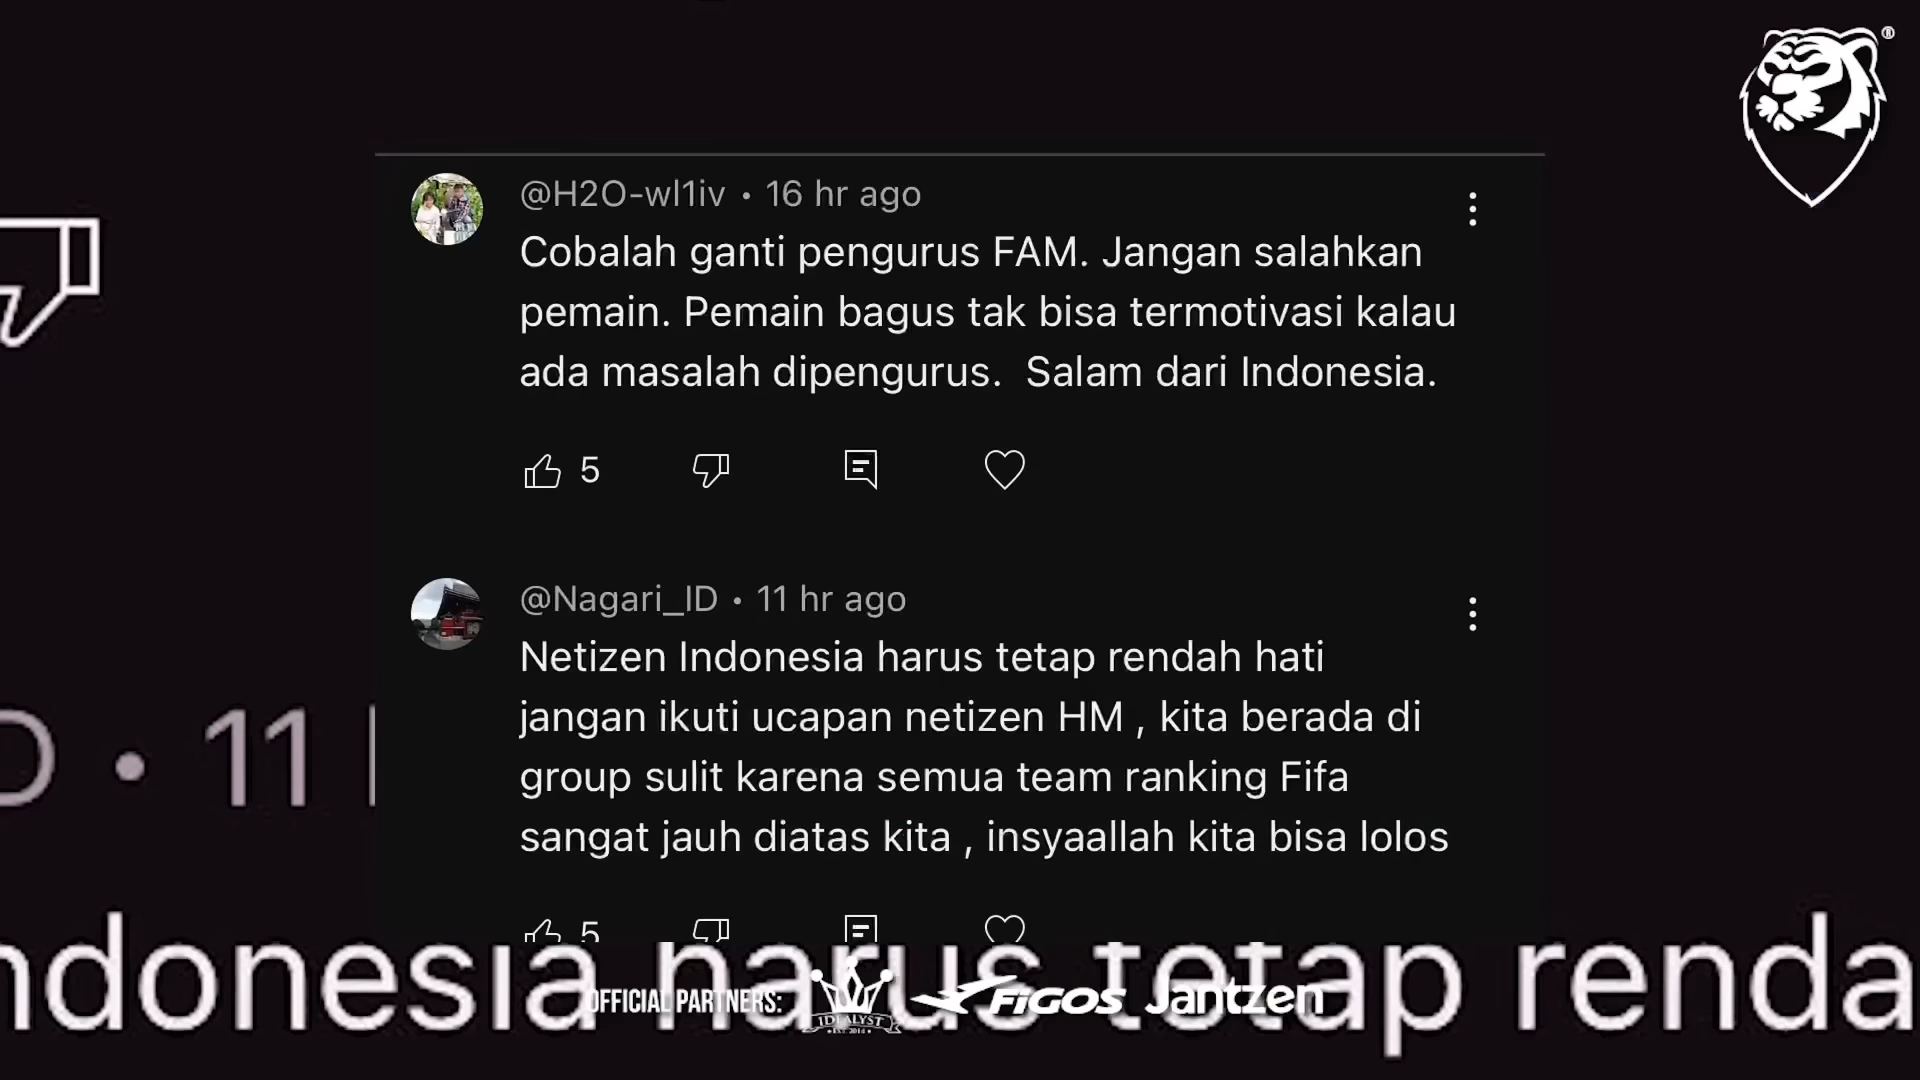 ®
@H2O-wl1iv • 16 hr ago
Cobalah ganti pengurus FAM. Jangan salahkan
pemain. Pemain bagus tak bisa termotivasi kalau
ada masalah dipengurus.  Salam dari Indonesia.
5
@Nagari_ID • 11 hr ago
Netizen Indonesia harus tetap rendah hati
jangan ikuti ucapan netizen HM , kita berada di
group sulit karena semua team ranking Fifa
sangat jauh diatas kita , insyaallah kita bisa lolos
5
D • 11
ndonesia harus tetap renda
OFFICIAL PARTNERS: IDEALYST FIGOS Jantzen